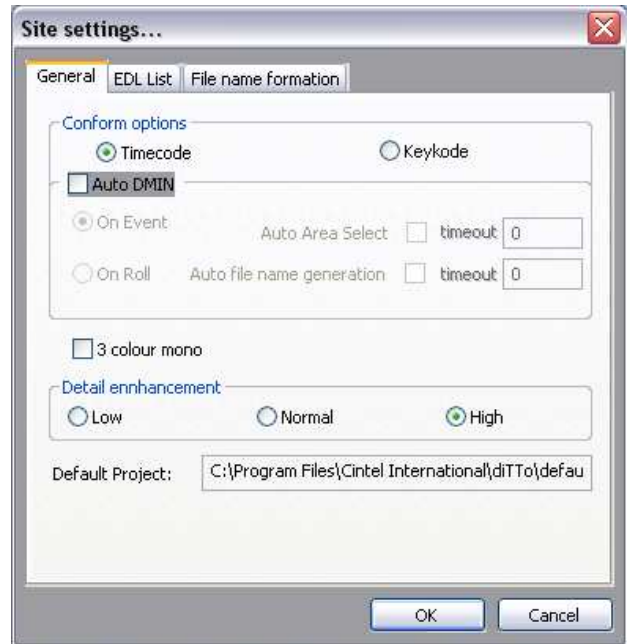 Site settings...
General EDL List File name formation
Conform options
Timecode Keykode
Auto DMIN
On Event Auto Area Select timeout 0
On Roll Auto file name generation timeout 0
3 colour mono
Detail ennhancement
Low Normal High
Default Project: C:\Program Files\Cintel International\diTTo\defau
OK Cancel